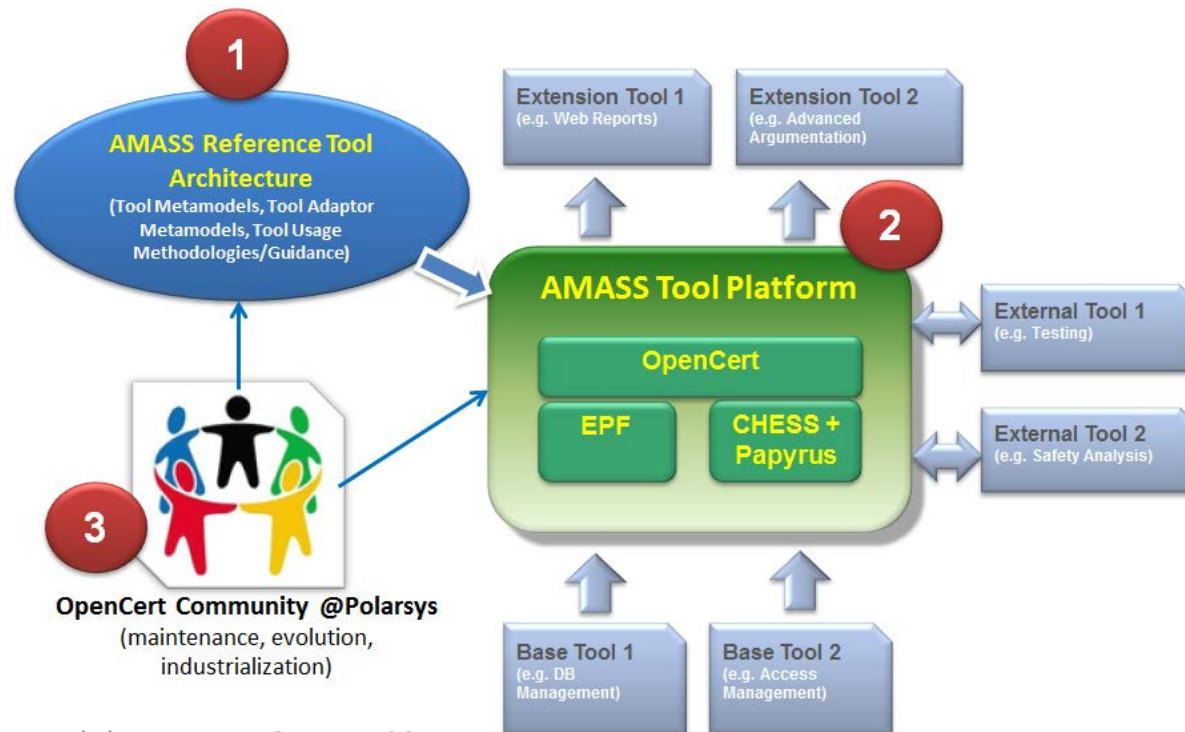 1
AMASS Reference Tool
Architecture
(Tool Metamodels, Tool Adaptor
Metamodels, Tool Usage
Methodologies/Guidance)
Extension Tool 1
(e.g. Web Reports)
Extension Tool 2
(e.g. Advanced
Argumentation)
2
AMASS Tool Platform
OpenCert
EPF
CHESS +
Papyrus
External Tool 1
(e.g. Testing)
External Tool 2
(e.g. Safety Analysis)
3
OpenCert Community @Polarsys
(maintenance, evolution,
industrialization)
Base Tool 1
(e.g. DB
Management)
Base Tool 2
(e.g. Access
Management)